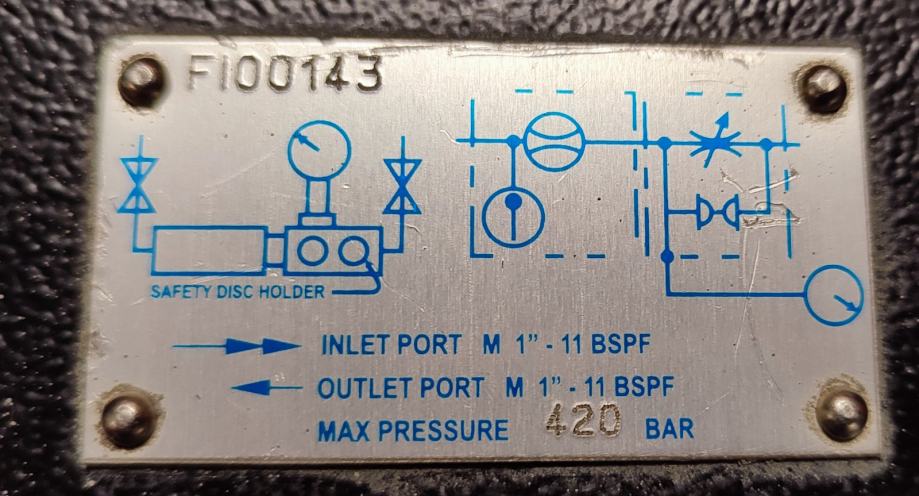 FI00143
SAFETY DISC HOLDER
INLET PORT M 1" - 11 BSPF
OUTLET PORT M 1" - 11 BSPF
MAX PRESSURE 420 BAR